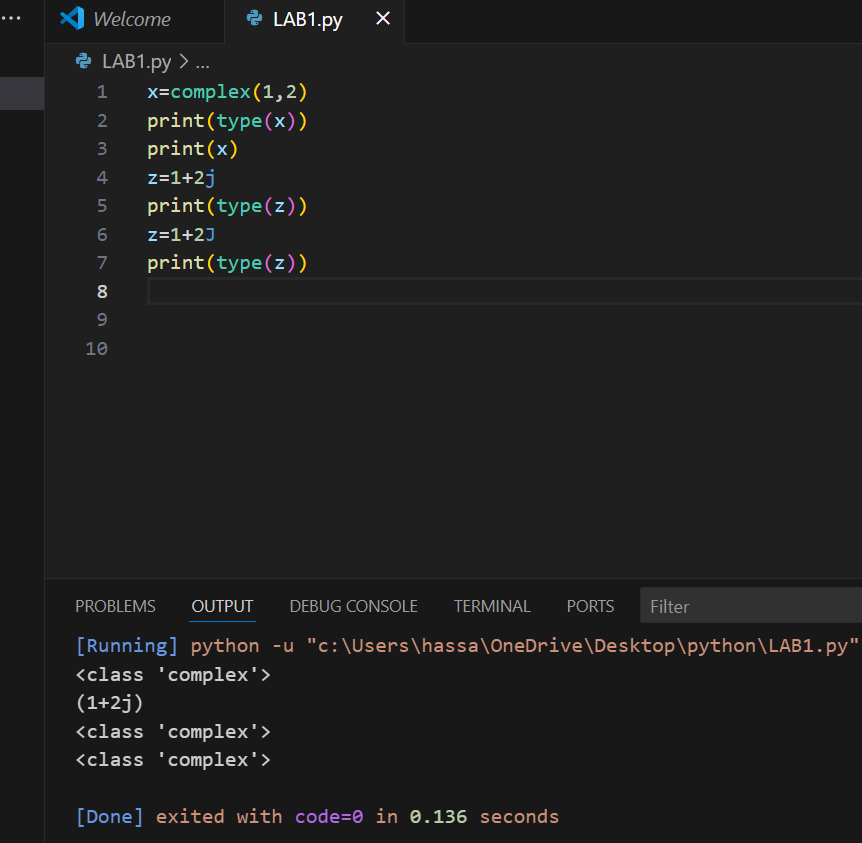 ... Welcome LAB1.py ×
LAB1.py > ...
1 x=complex(1,2)
2 print(type(x))
3 print(x)
4 z=1+2j
5 print(type(z))
6 z=1+2J
7 print(type(z))
8
9
10
PROBLEMS OUTPUT DEBUG CONSOLE TERMINAL PORTS Filter
[Running] python -u "c:\Users\hassa\OneDrive\Desktop\python\LAB1.py"
<class 'complex'>
(1+2j)
<class 'complex'>
<class 'complex'>
[Done] exited with code=0 in 0.136 seconds